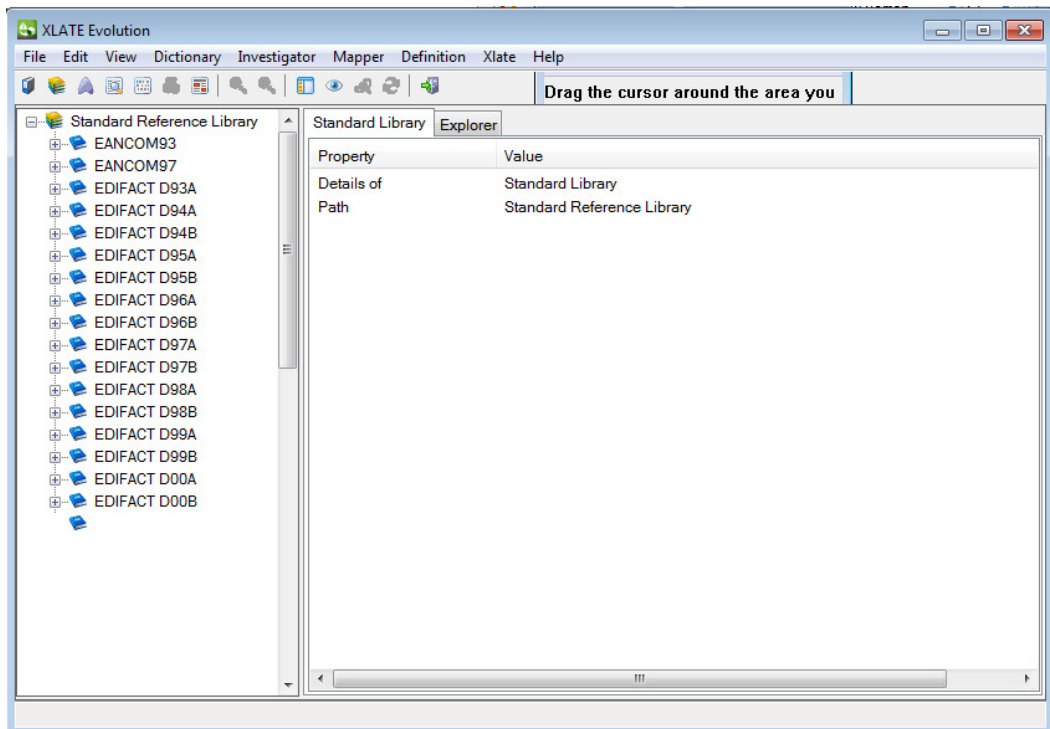 XLATE Evolution
File Edit View Dictionary Investigator Mapper Definition Xlate Help
Drag the cursor around the area you
Standard Reference Library
EANCOM93
EANCOM97
EDIFACT D93A
EDIFACT D94A
EDIFACT D94B
EDIFACT D95A
EDIFACT D95B
EDIFACT D96A
EDIFACT D96B
EDIFACT D97A
EDIFACT D97B
EDIFACT D98A
EDIFACT D98B
EDIFACT D99A
EDIFACT D99B
EDIFACT D00A
EDIFACT D00B
Standard Library Explorer
Property Value
Details of Standard Library
Path Standard Reference Library